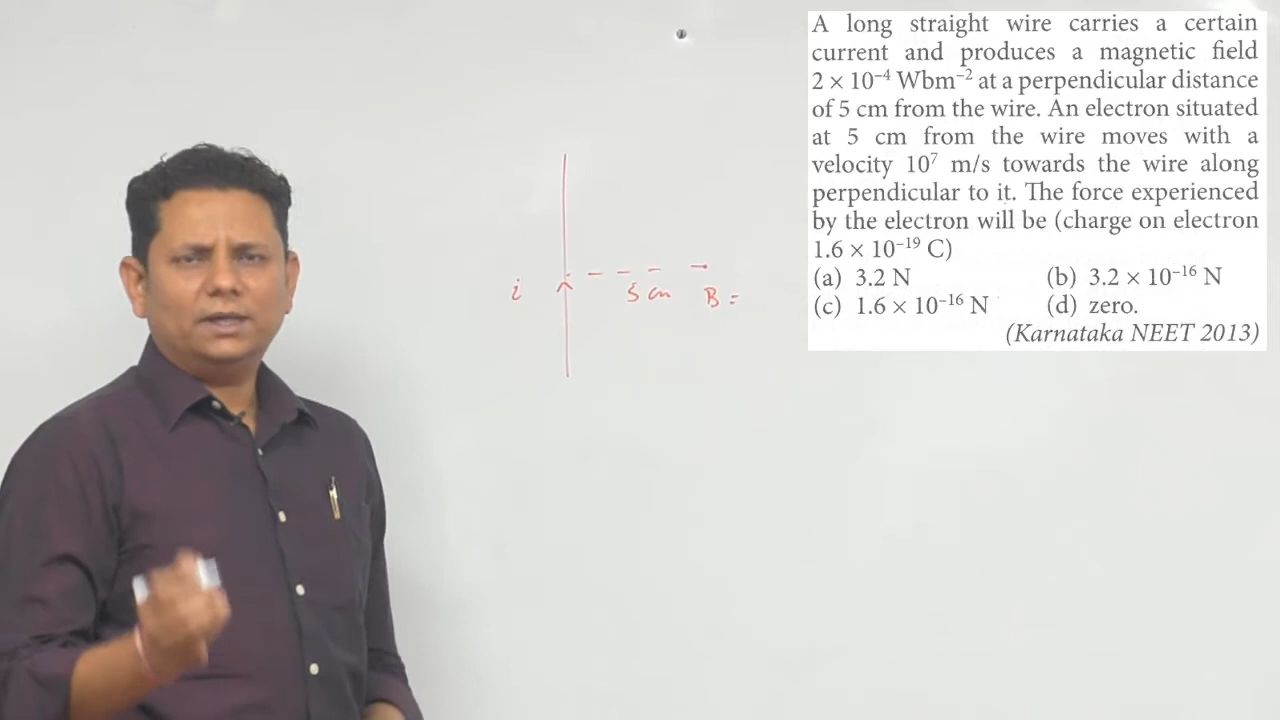 A long straight wire carries a certain
current and produces a magnetic field
2 × 10⁻⁴ Wbm⁻² at a perpendicular distance
of 5 cm from the wire. An electron situated
at 5 cm from the wire moves with a
velocity 10⁷ m/s towards the wire along
perpendicular to it. The force experienced
by the electron will be (charge on electron
1.6 × 10⁻¹⁹ C)
(a) 3.2 N (b) 3.2 × 10⁻¹⁶ N
(c) 1.6 × 10⁻¹⁶ N (d) zero.
(Karnataka NEET 2013)
i 5 cm B =